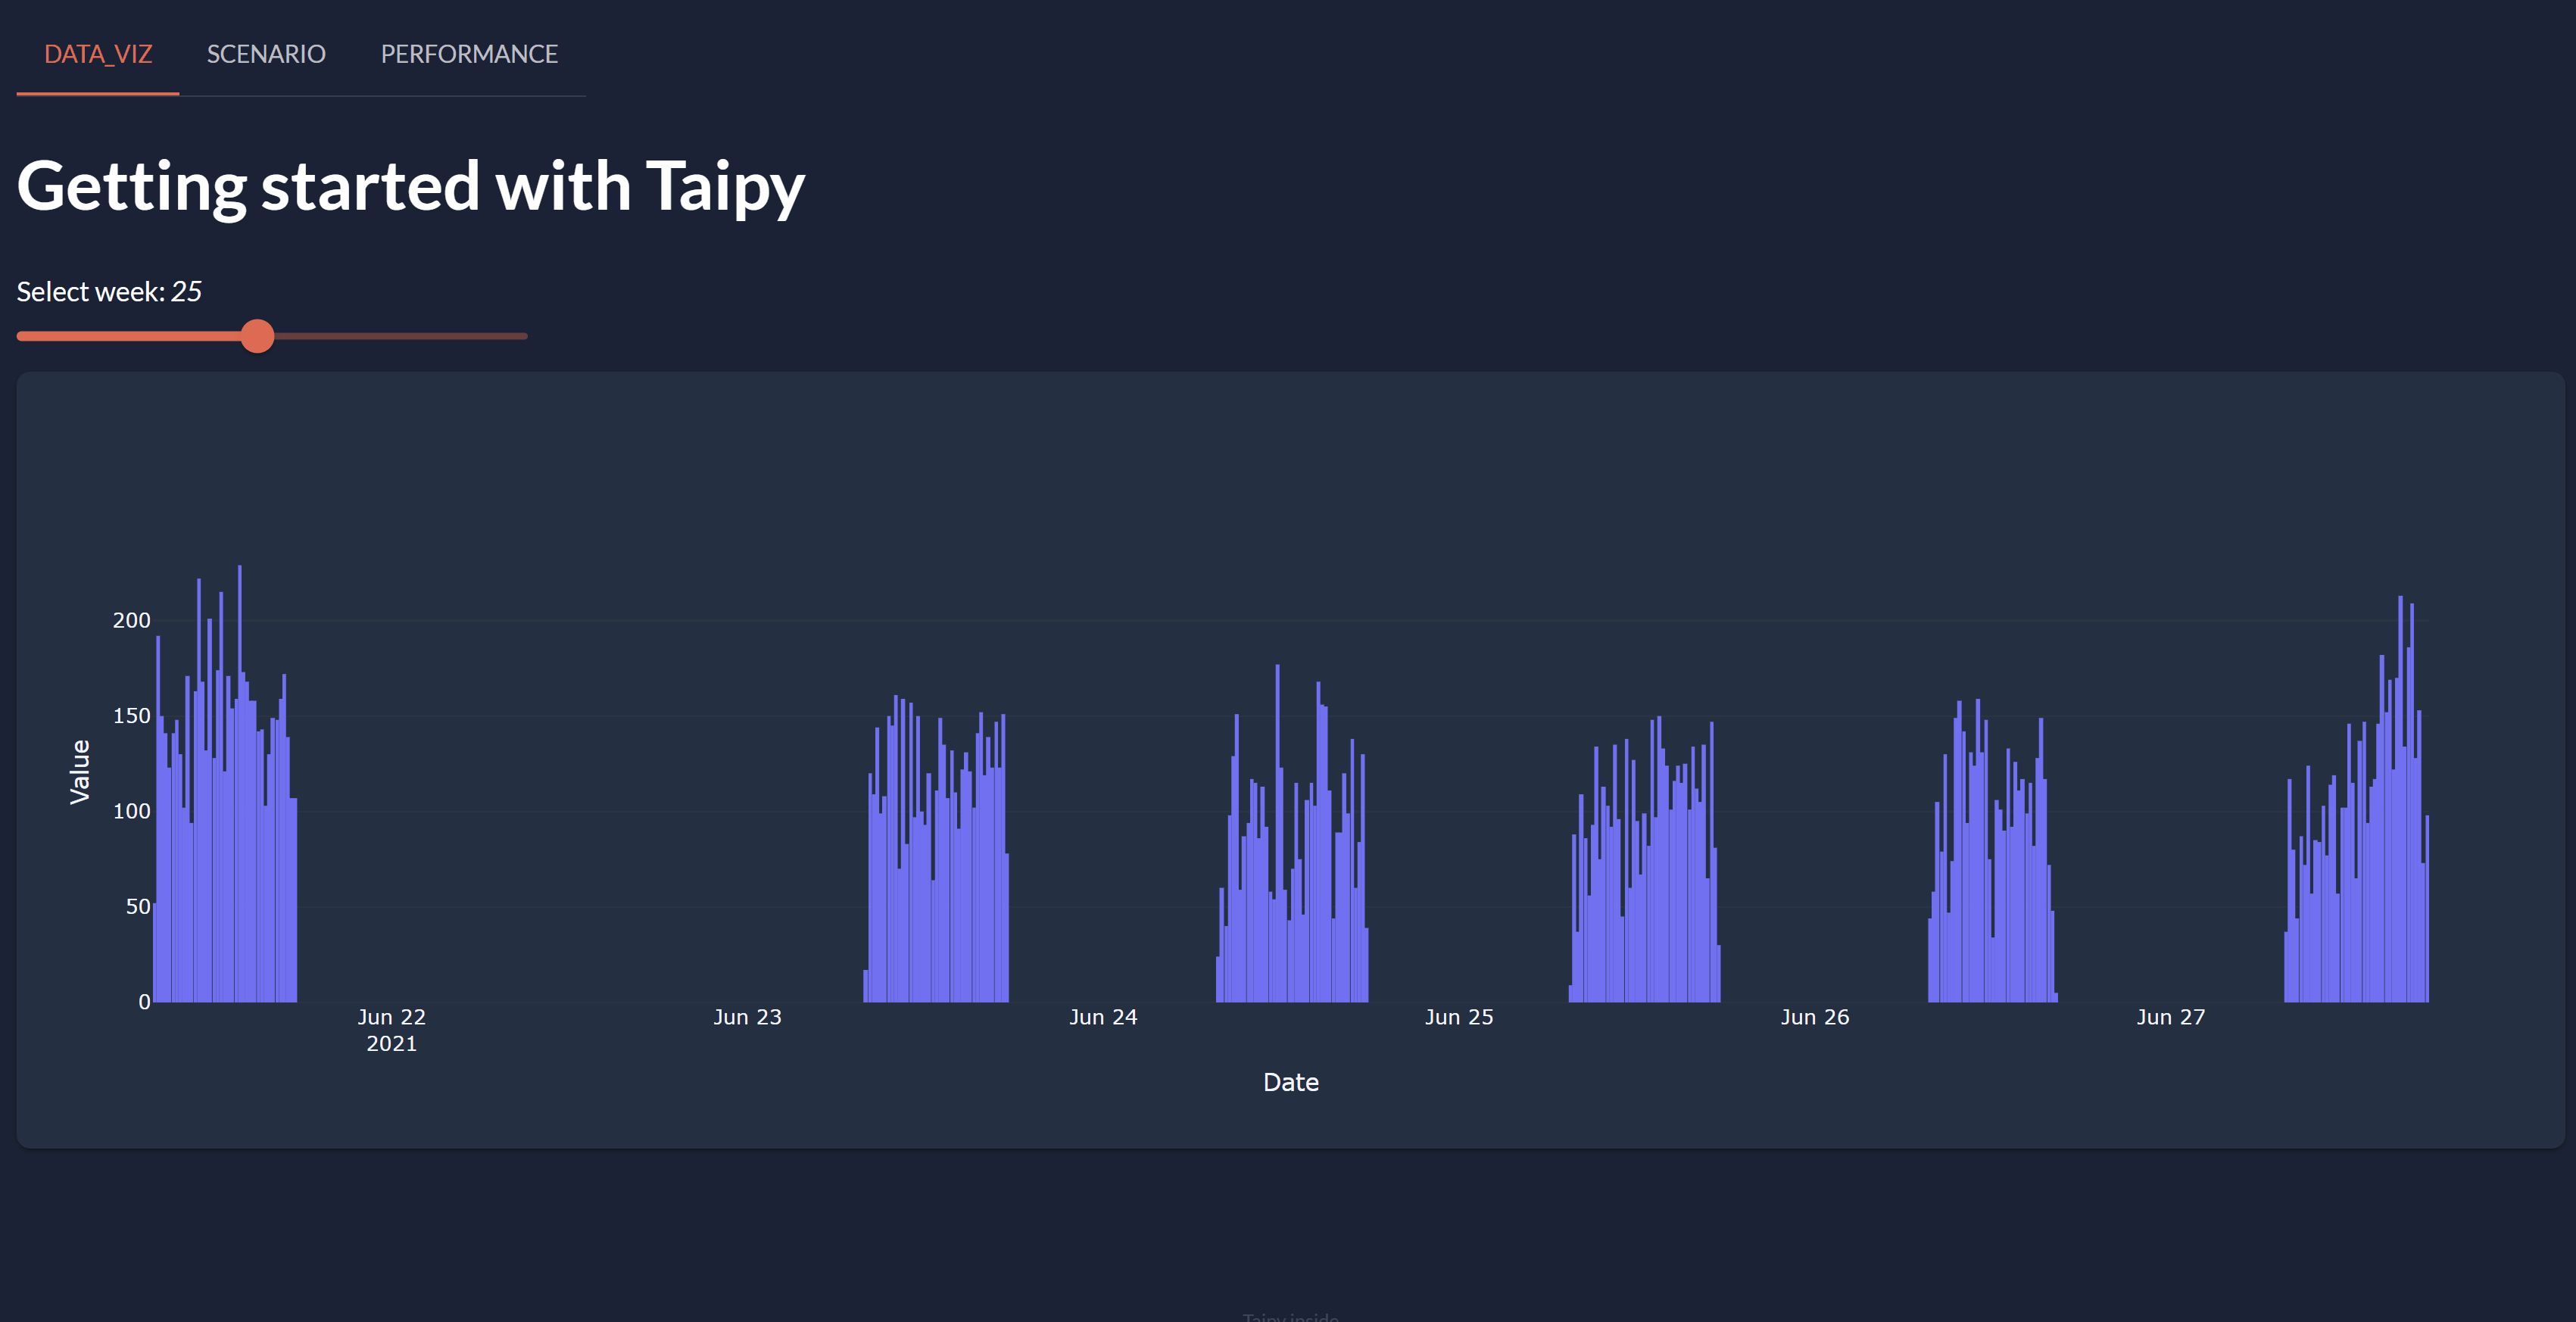 DATA_VIZ SCENARIO PERFORMANCE
Getting started with Taipy
Select week: 25
200
150
100
50
0
Value
Jun 22 Jun 23 Jun 24 Jun 25 Jun 26 Jun 27
2021
Date
Taipy inside